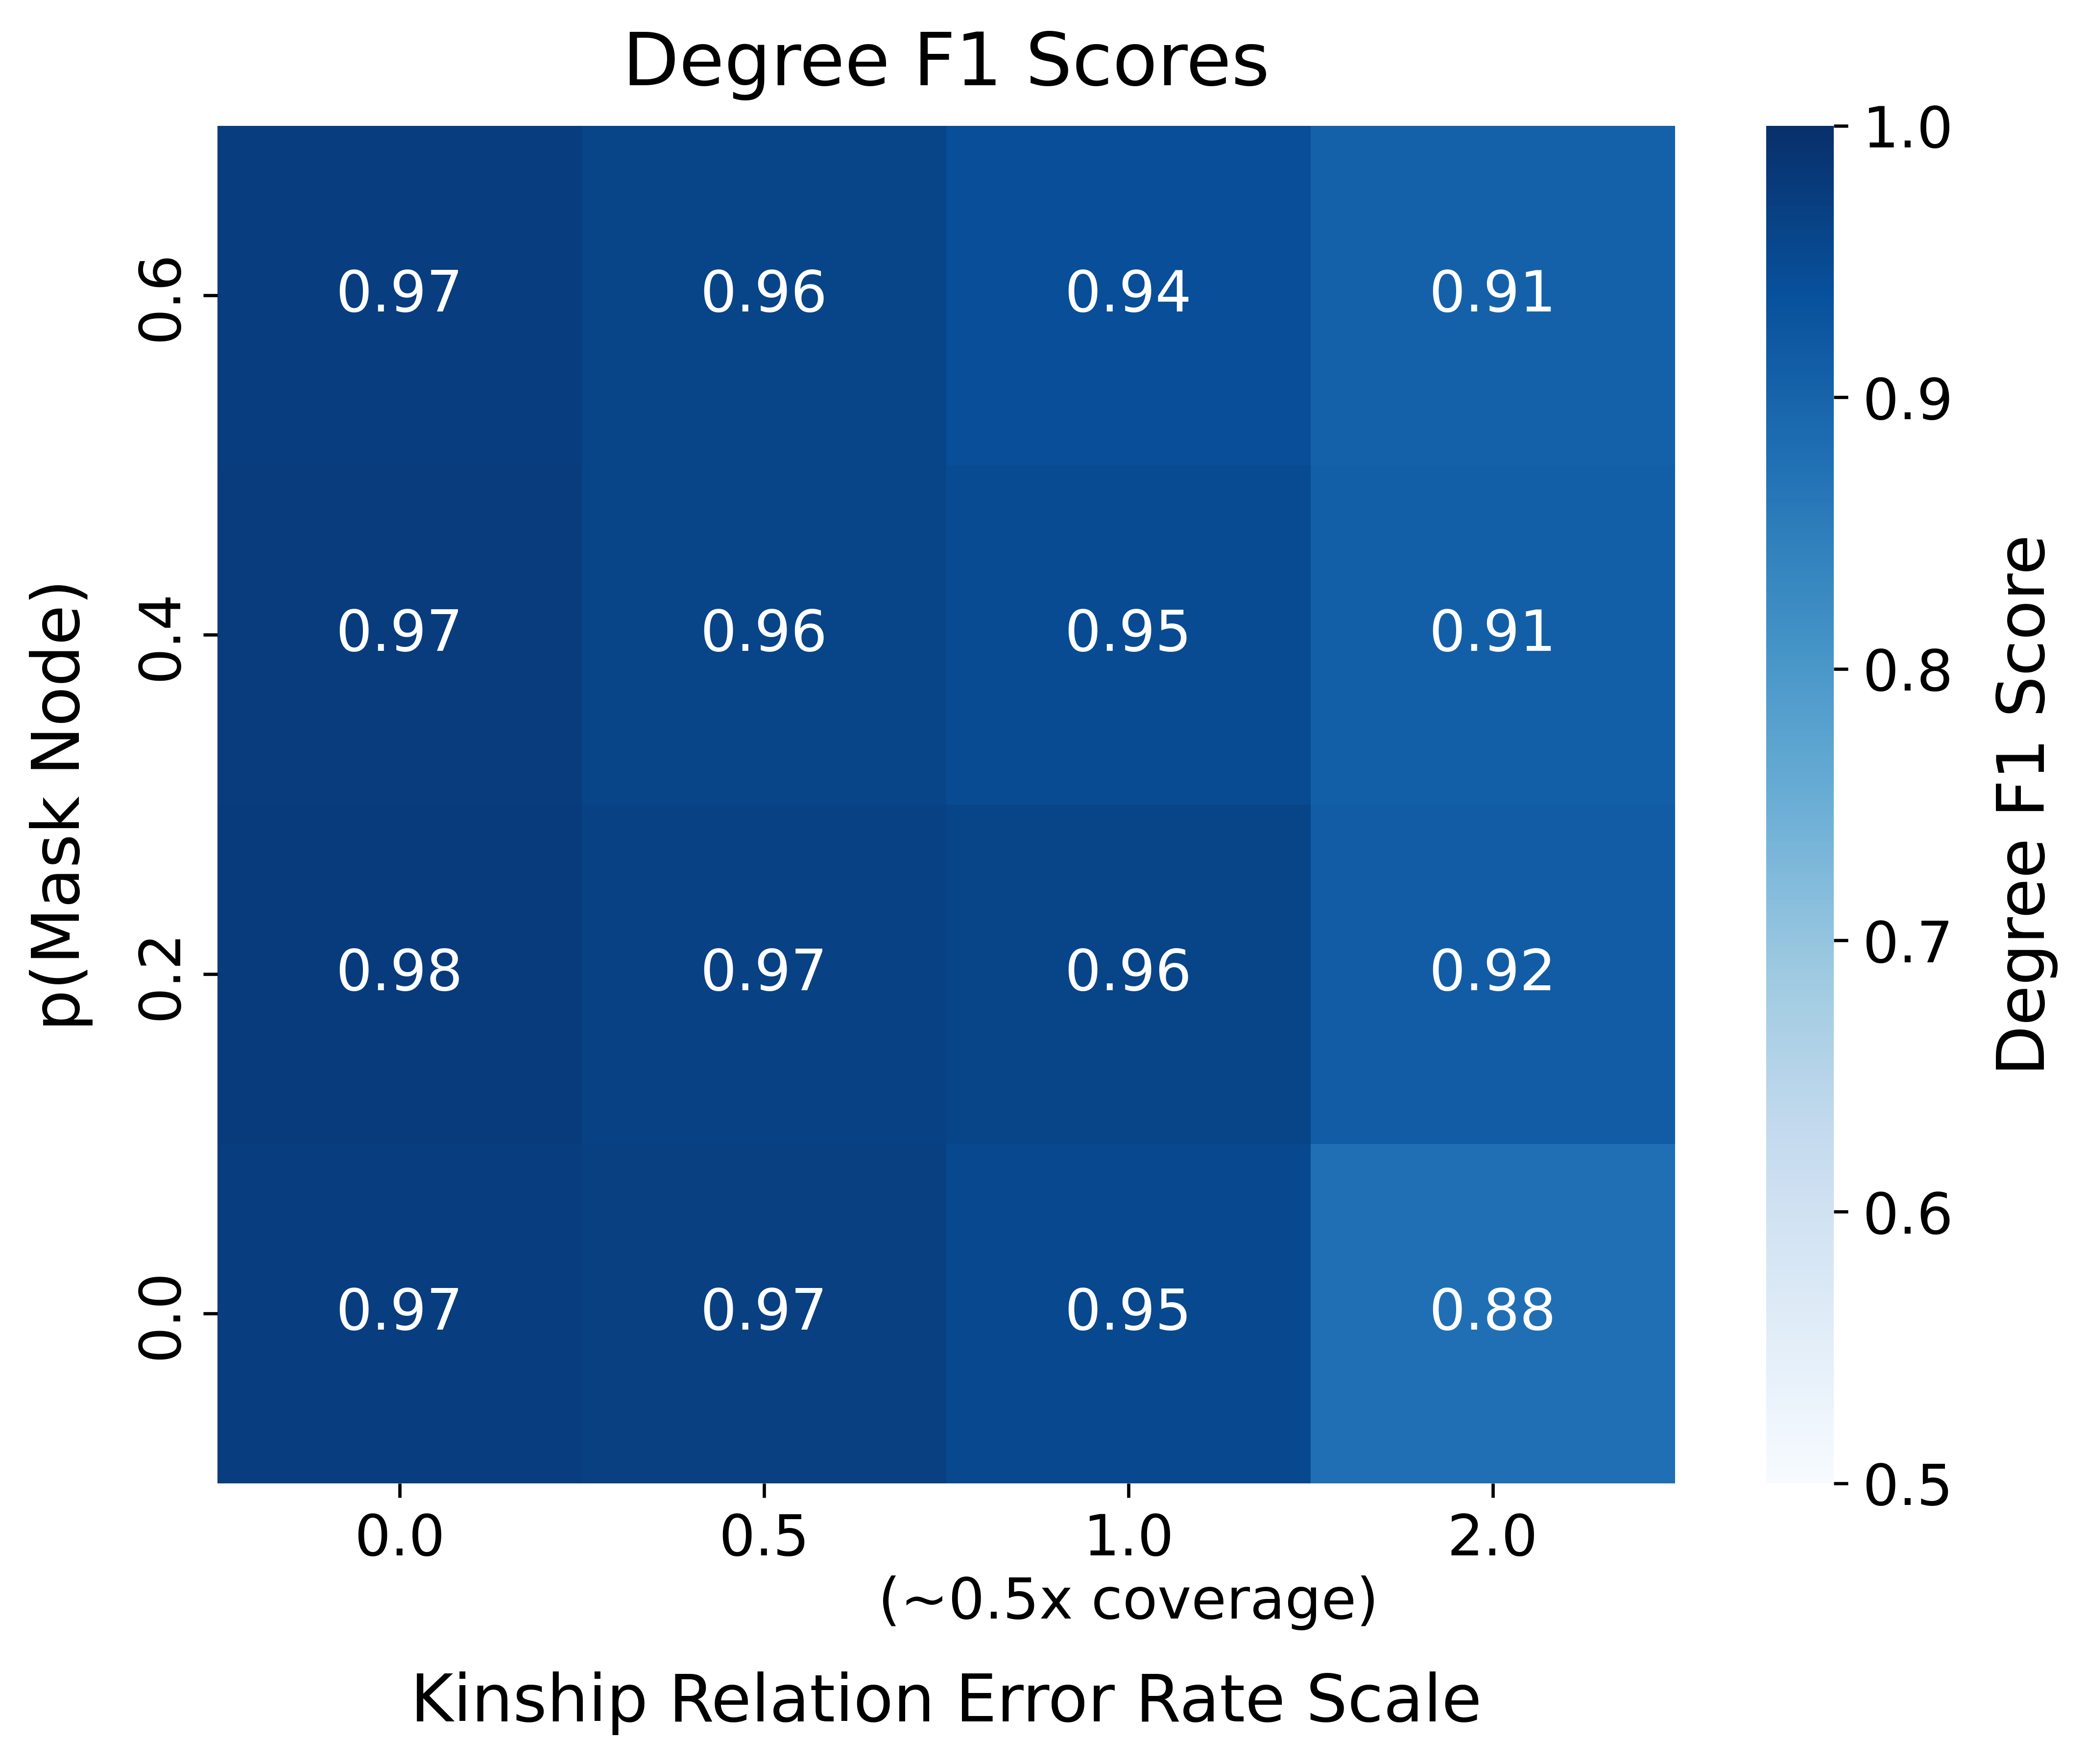 Degree F1 Scores
p(Mask Node)
0.6
0.97 0.96 0.94 0.91
0.4
0.97 0.96 0.95 0.91
0.2
0.98 0.97 0.96 0.92
0.0
0.97 0.97 0.95 0.88
0.0 0.5 1.0 2.0
(~0.5x coverage)
Kinship Relation Error Rate Scale
1.0
0.9
0.8
0.7
0.6
0.5
Degree F1 Score